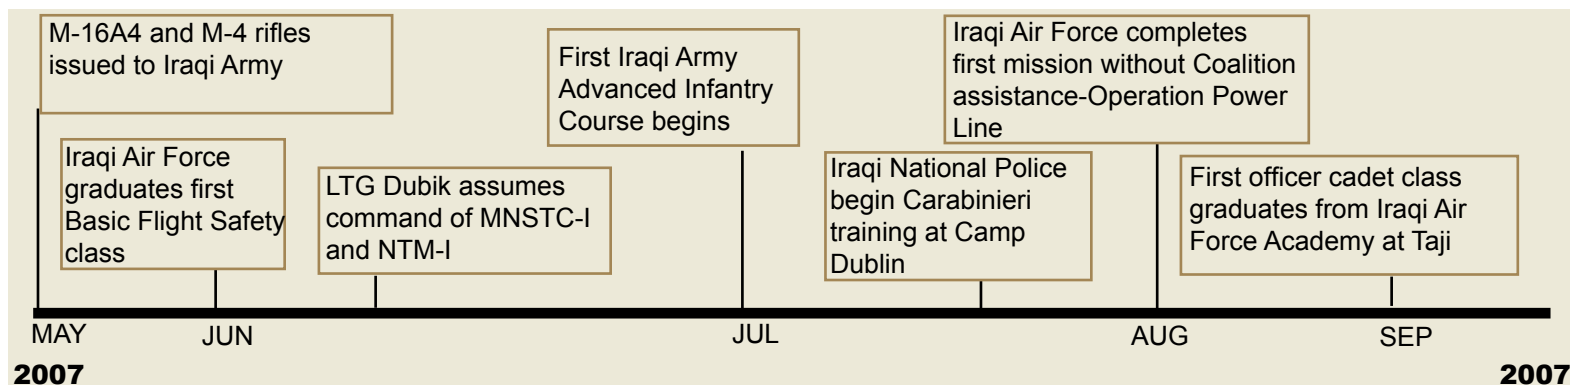 M-16A4 and M-4 rifles
issued to Iraqi Army
Iraqi Air Force
graduates first
Basic Flight Safety
class
LTG Dubik assumes
command of MNSTC-I
and NTM-I
First Iraqi Army
Advanced Infantry
Course begins
Iraqi National Police
begin Carabinieri
training at Camp
Dublin
Iraqi Air Force completes
first mission without Coalition
assistance-Operation Power
Line
First officer cadet class
graduates from Iraqi Air
Force Academy at Taji
MAY
JUN
JUL
AUG
SEP
2007
2007